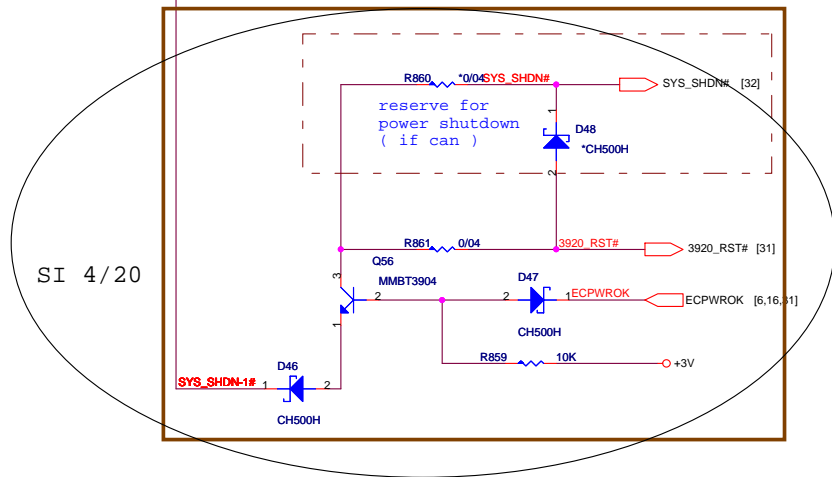 R860 *0/04 SYS_SHDN# SYS_SHDN# [32]
reserve for
power shutdown
( if can )
1
D48
*CH500H
2
R861 0/04 3920_RST# 3920_RST# [31]
Q56
MMBT3904
3
2
1
D47
2 1 ECPWROK ECPWROK [6,16,31]
CH500H
R859 10K +3V
SI 4/20
D46
SYS_SHDN-1# 1 2
CH500H